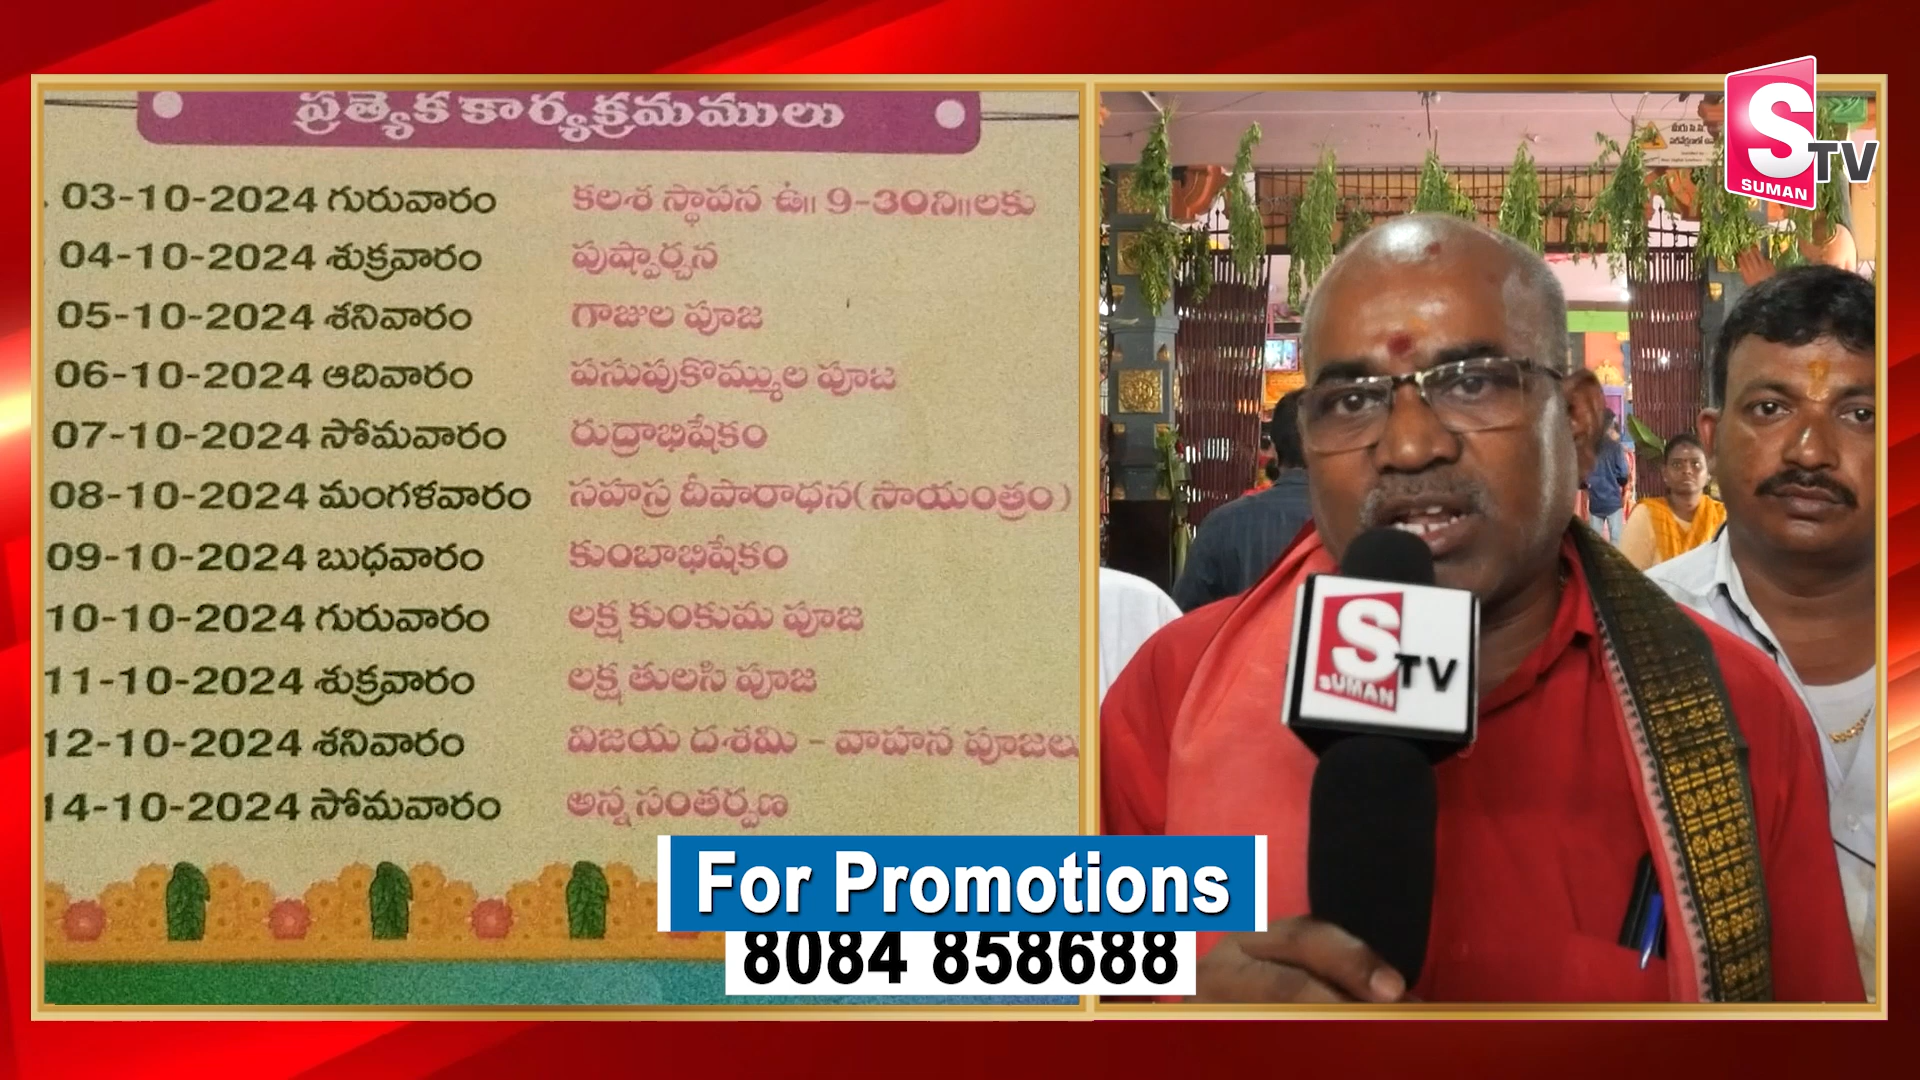 ప్రత్యేక కార్యక్రమములు
03-10-2024 గురువారం కలశ స్థాపన ఉ॥ 9-30ని॥లకు
04-10-2024 శుక్రవారం పుష్పార్చన
05-10-2024 శనివారం గాజుల పూజ
06-10-2024 ఆదివారం పసుపుకొమ్ముల పూజ
07-10-2024 సోమవారం రుద్రాభిషేకం
08-10-2024 మంగళవారం సహస్ర దీపారాధన(సాయంత్రం)
09-10-2024 బుధవారం కుంబాభిషేకం
10-10-2024 గురువారం లక్ష కుంకుమ పూజ
11-10-2024 శుక్రవారం లక్ష తులసి పూజ
12-10-2024 శనివారం విజయ దశమి - వాహన పూజలు
14-10-2024 సోమవారం అన్నసంతర్పణ
For Promotions
8084 858688
S TV
SUMAN
S TV
SUMAN